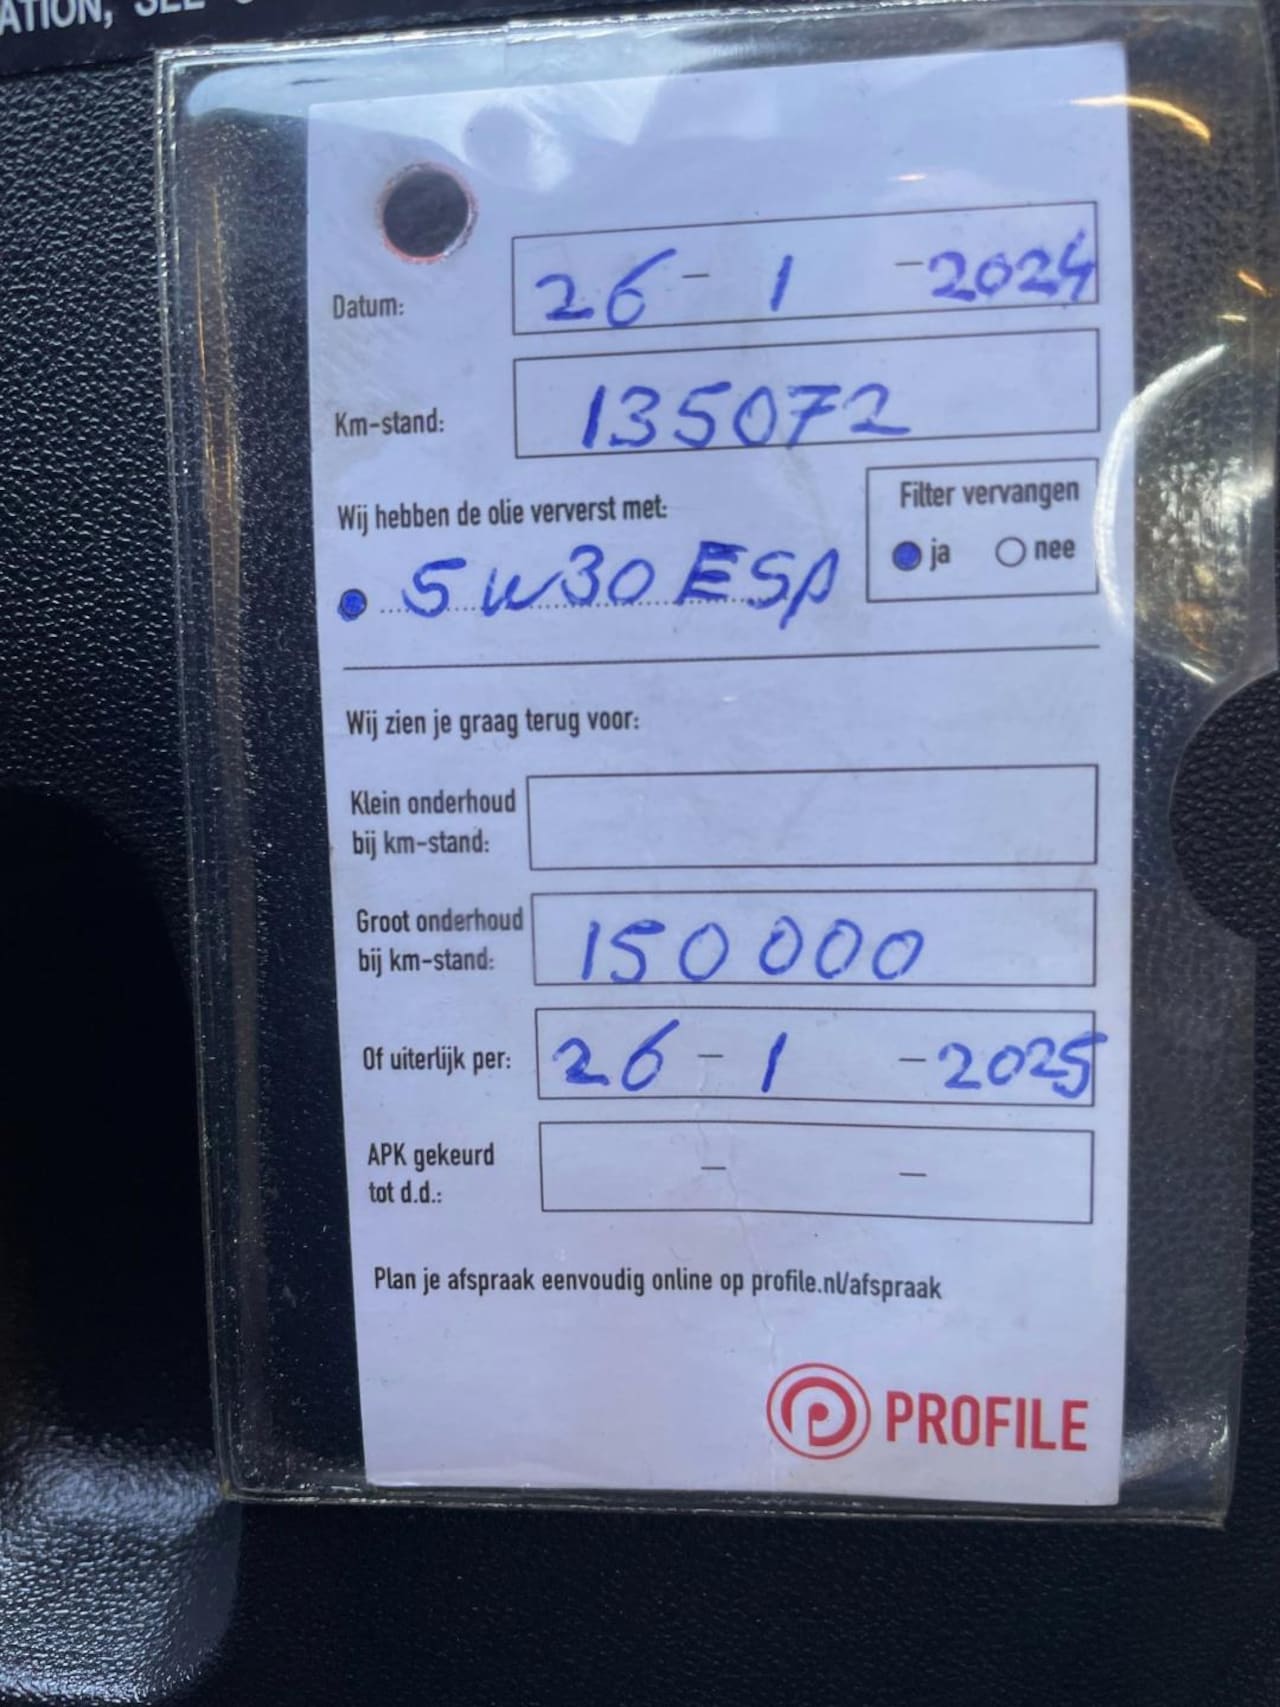 ATION, SEE
Datum: 26 - 1 - 2024
Km-stand: 135072
Wij hebben de olie ververst met:
Filter vervangen
ja nee
5W30 ESP
Wij zien je graag terug voor:
Klein onderhoud
bij km-stand:
Groot onderhoud
bij km-stand: 150000
Of uiterlijk per: 26 - 1 - 2025
APK gekeurd
tot d.d.: - -
Plan je afspraak eenvoudig online op profile.nl/afspraak
PROFILE